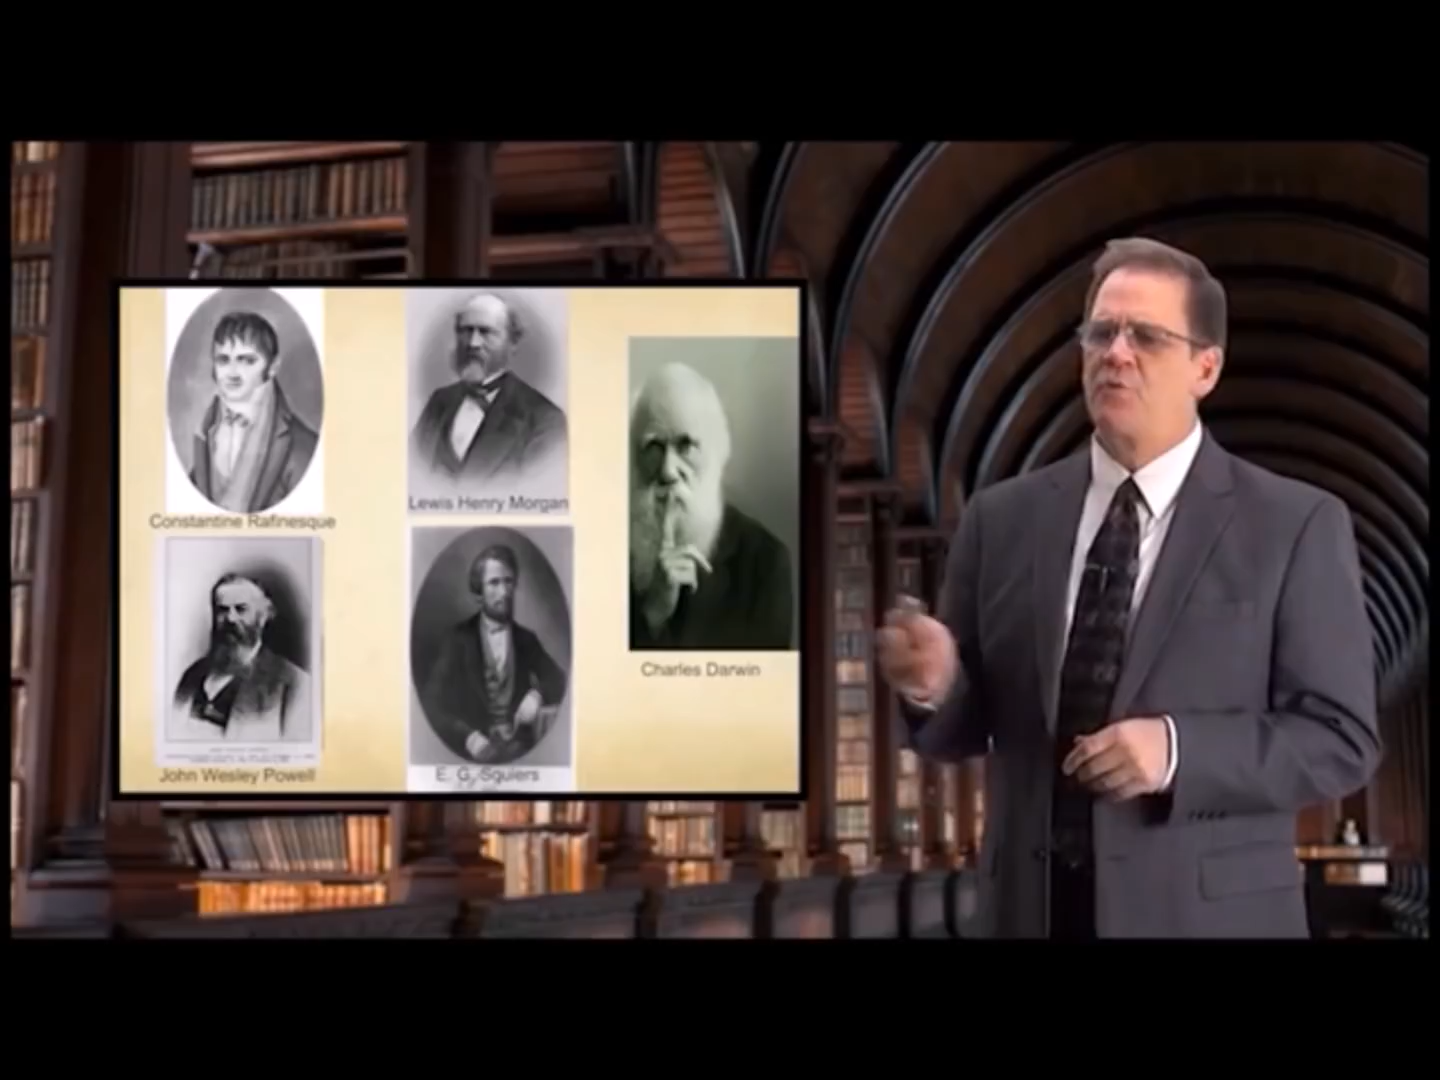 Constantine Rafinesque
Lewis Henry Morgan
Charles Darwin
John Wesley Powell
E. G. Squiers